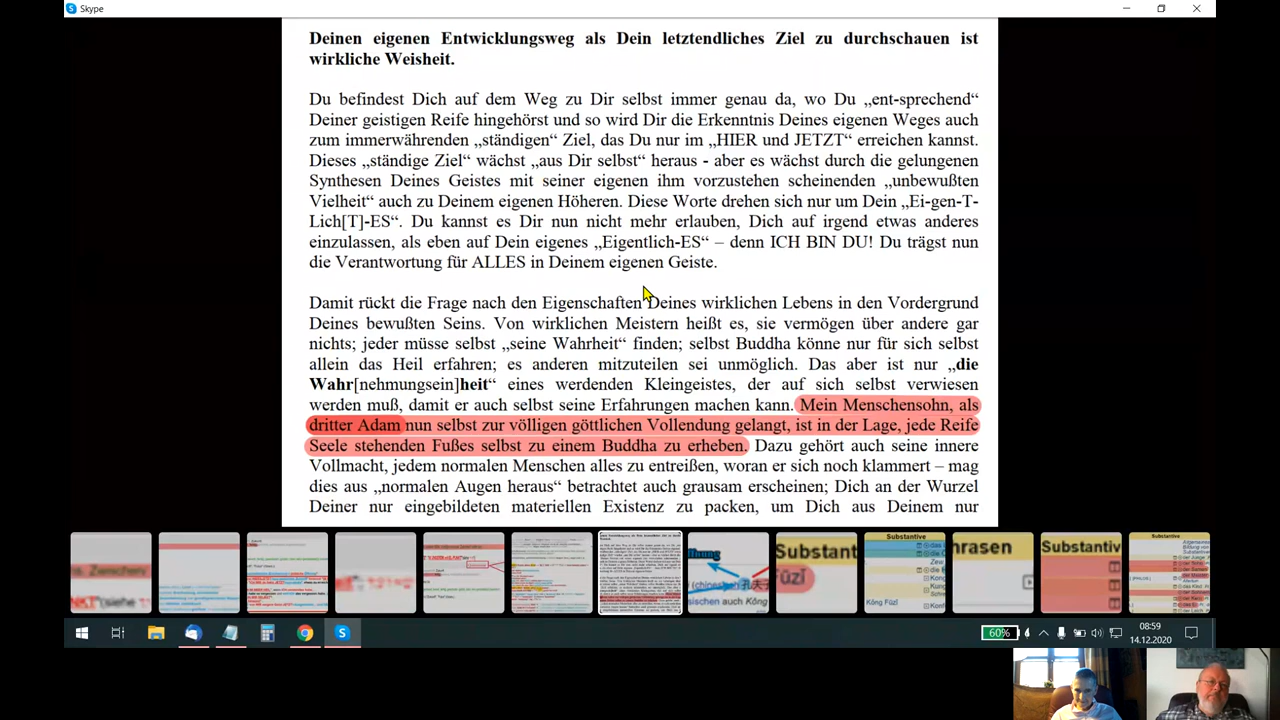 Skype
Deinen eigenen Entwicklungsweg als Dein letztendliches Ziel zu durchschauen ist
wirkliche Weisheit.
Du befindest Dich auf dem Weg zu Dir selbst immer genau da, wo Du „ent-sprechend“
Deiner geistigen Reife hingehörst und so wird Dir die Erkenntnis Deines eigenen Weges auch
zum immerwährenden „ständigen“ Ziel, das Du nur im „HIER und JETZT“ erreichen kannst.
Dieses „ständige Ziel“ wächst „aus Dir selbst“ heraus - aber es wächst durch die gelungenen
Synthesen Deines Geistes mit seiner eigenen ihm vorzustehen scheinenden „unbewußten
Vielheit“ auch zu Deinem eigenen Höheren. Diese Worte drehen sich nur um Dein „Ei-gen-T-
Lich[T]-ES“. Du kannst es Dir nun nicht mehr erlauben, Dich auf irgend etwas anderes
einzulassen, als eben auf Dein eigenes „Eigentlich-ES“ – denn ICH BIN DU! Du trägst nun
die Verantwortung für ALLES in Deinem eigenen Geiste.
Damit rückt die Frage nach den Eigenschaften Deines wirklichen Lebens in den Vordergrund
Deines bewußten Seins. Von wirklichen Meistern heißt es, sie vermögen über andere gar
nichts; jeder müsse selbst „seine Wahrheit“ finden; selbst Buddha könne nur für sich selbst
allein das Heil erfahren; es anderen mitzuteilen sei unmöglich. Das aber ist nur „die
Wahr[nehmungsein]heit“ eines werdenden Kleingeistes, der auf sich selbst verwiesen
werden muß, damit er auch selbst seine Erfahrungen machen kann. Mein Menschensohn, als
dritter Adam nun selbst zur völligen göttlichen Vollendung gelangt, ist in der Lage, jede Reife
Seele stehenden Fußes selbst zu einem Buddha zu erheben. Dazu gehört auch seine innere
Vollmacht, jedem normalen Menschen alles zu entreißen, woran er sich noch klammert – mag
dies aus „normalen Augen heraus“ betrachtet auch grausam erscheinen; Dich an der Wurzel
Deiner nur eingebildeten materiellen Existenz zu packen, um Dich aus Deinem nur
Substantiv
Füzì
Substantive
Kông Fûzî
hrasen
Substantiv
Substantive
60%
08:59
14.12.2020